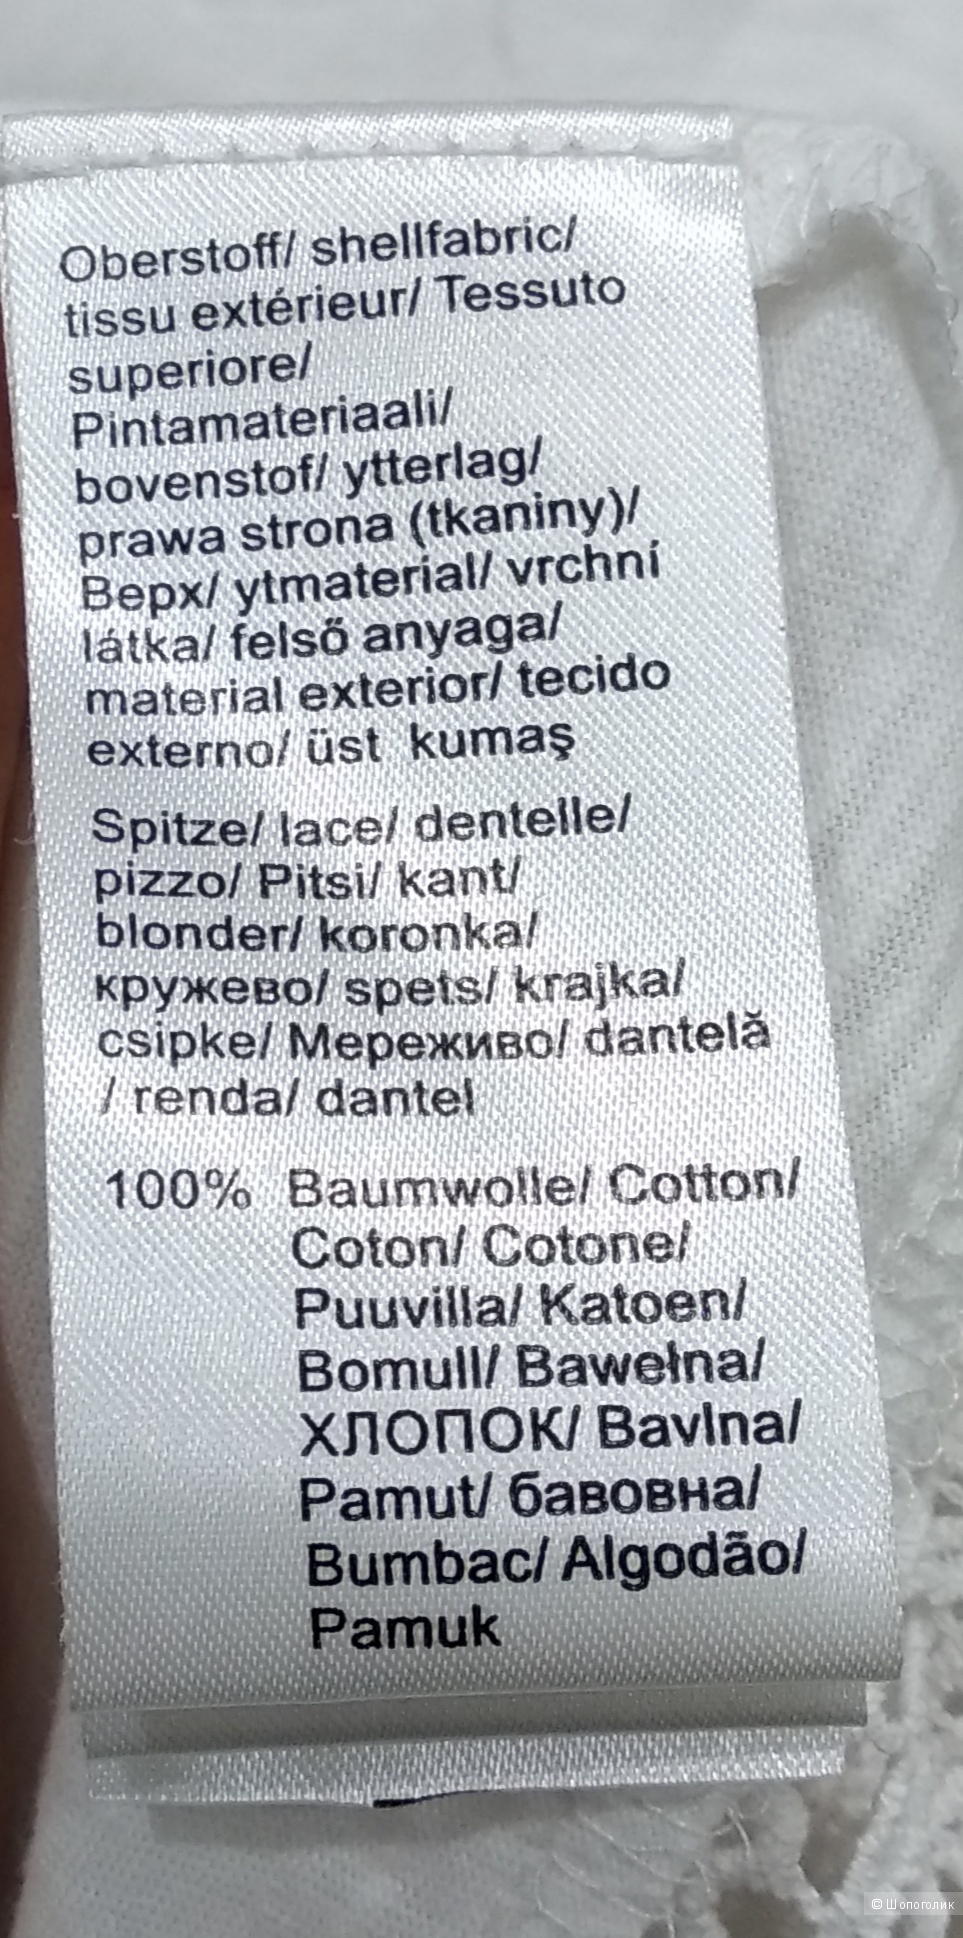 Oberstoff/ shellfabric/
tissu extérieur/ Tessuto
superiore/
Pintamateriaali/
bovenstof/ ytterlag/
prawa strona (tkaniny)/
Верх/ ytmaterial/ vrchní
látka/ felső anyaga/
material exterior/ tecido
externo/ üst kumaş
Spitze/ lace/ dentelle/
pizzo/ Pitsi/ kant/
blonder/ koronka/
кружево/ spets/ krajka/
csipke/ Мереживо/ dantelă
/ renda/ dantel
100% Baumwolle/ Cotton/
Coton/ Cotone/
Puuvilla/ Katoen/
Bomull/ Bawełna/
ХЛОПОК/ Bavlna/
Pamut/ бавовна/
Bumbac/ Algodão/
Pamuk
© Шопоголик